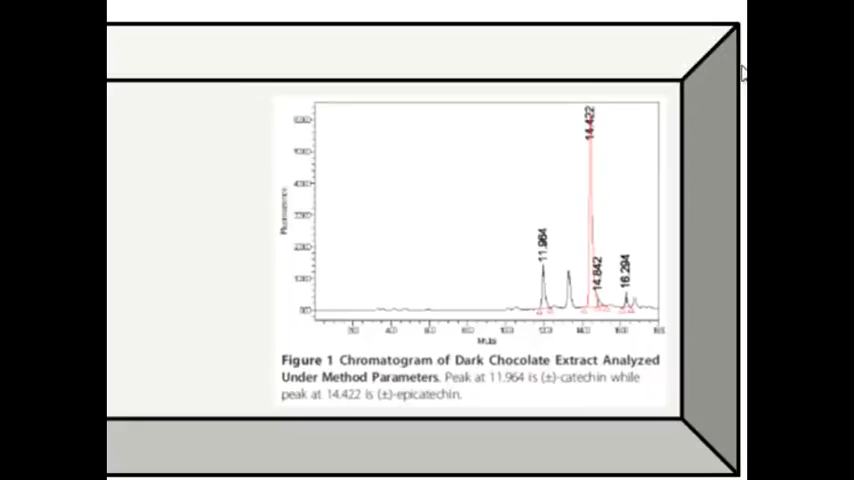 14.422
11.964
14.842
16.294
Fluorescence
Figure 1 Chromatogram of Dark Chocolate Extract Analyzed
Under Method Parameters. Peak at 11.964 is (±)-catechin while
peak at 14.422 is (±)-epicatechin.